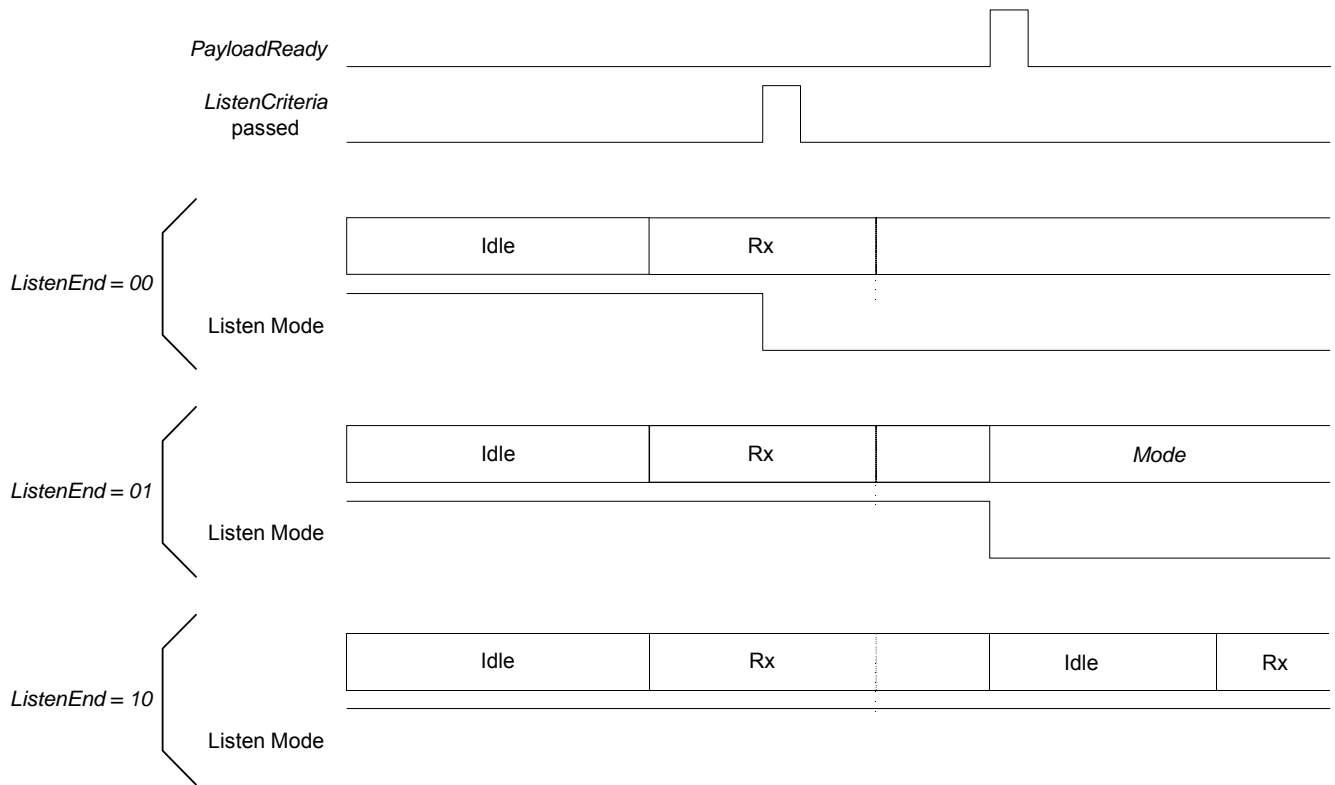 PayloadReady
ListenCriteria
passed
Idle
Rx
ListenEnd = 00
Listen Mode
Idle
Rx
Mode
ListenEnd = 01
Listen Mode
Idle
Rx
Idle
Rx
ListenEnd = 10
Listen Mode